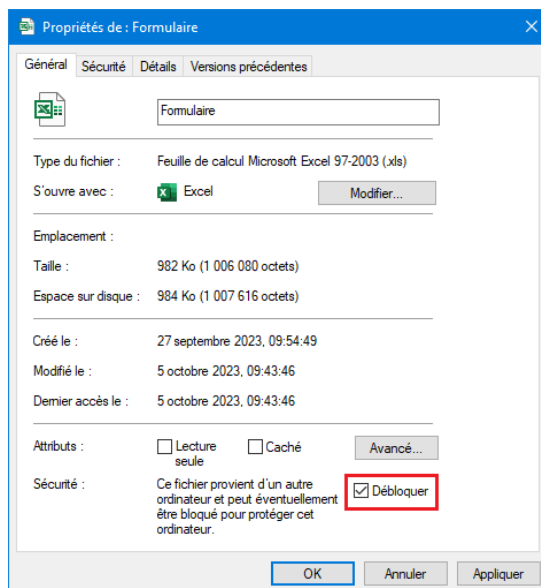 Propriétés de : Formulaire
Général Sécurité Détails Versions précédentes
Formulaire
Type du fichier : Feuille de calcul Microsoft Excel 97-2003 (.xls)
S'ouvre avec : Excel Modifier...
Emplacement :
Taille : 982 Ko (1 006 080 octets)
Espace sur disque : 984 Ko (1 007 616 octets)
Créé le : 27 septembre 2023, 09:54:49
Modifié le : 5 octobre 2023, 09:43:46
Dernier accès le : 5 octobre 2023, 09:43:46
Attributs : Lecture seule Caché Avancé...
Sécurité : Ce fichier provient d'un autre
ordinateur et peut éventuellement
être bloqué pour protéger cet
ordinateur.
Débloquer
OK Annuler Appliquer